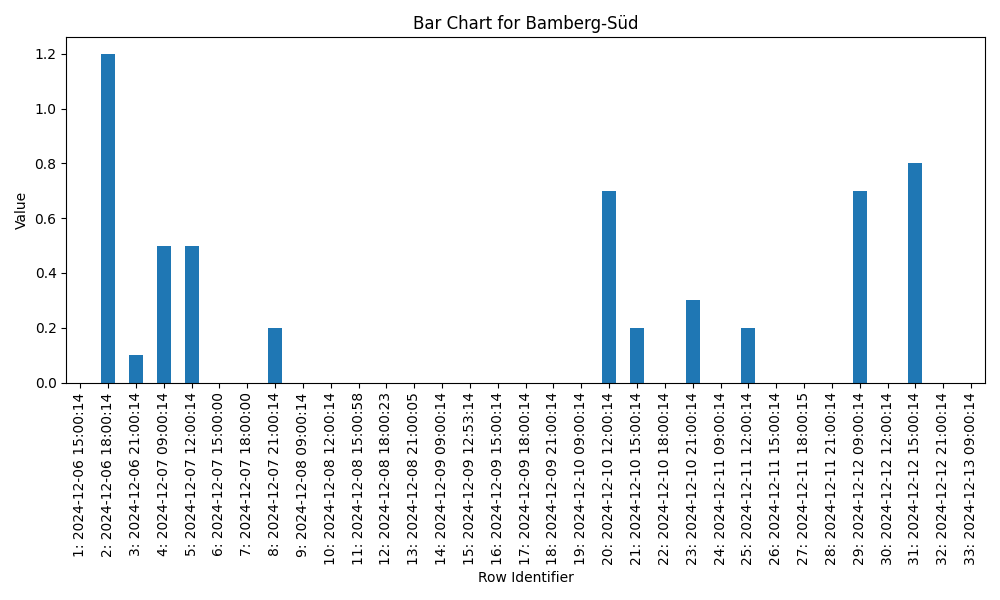 Bar Chart for Bamberg-Süd
Value
1.2
1.0
0.8
0.6
0.4
0.2
0.0
1: 2024-12-06 15:00:14
2: 2024-12-06 18:00:14
3: 2024-12-06 21:00:14
4: 2024-12-07 09:00:14
5: 2024-12-07 12:00:14
6: 2024-12-07 15:00:00
7: 2024-12-07 18:00:00
8: 2024-12-07 21:00:14
9: 2024-12-08 09:00:14
10: 2024-12-08 12:00:14
11: 2024-12-08 15:00:58
12: 2024-12-08 18:00:23
13: 2024-12-08 21:00:05
14: 2024-12-09 09:00:14
15: 2024-12-09 12:53:14
16: 2024-12-09 15:00:14
17: 2024-12-09 18:00:14
18: 2024-12-09 21:00:14
19: 2024-12-10 09:00:14
20: 2024-12-10 12:00:14
21: 2024-12-10 15:00:14
22: 2024-12-10 18:00:14
23: 2024-12-10 21:00:14
24: 2024-12-11 09:00:14
25: 2024-12-11 12:00:14
26: 2024-12-11 15:00:14
27: 2024-12-11 18:00:15
28: 2024-12-11 21:00:14
29: 2024-12-12 09:00:14
30: 2024-12-12 12:00:14
31: 2024-12-12 15:00:14
32: 2024-12-12 21:00:14
33: 2024-12-13 09:00:14
Row Identifier